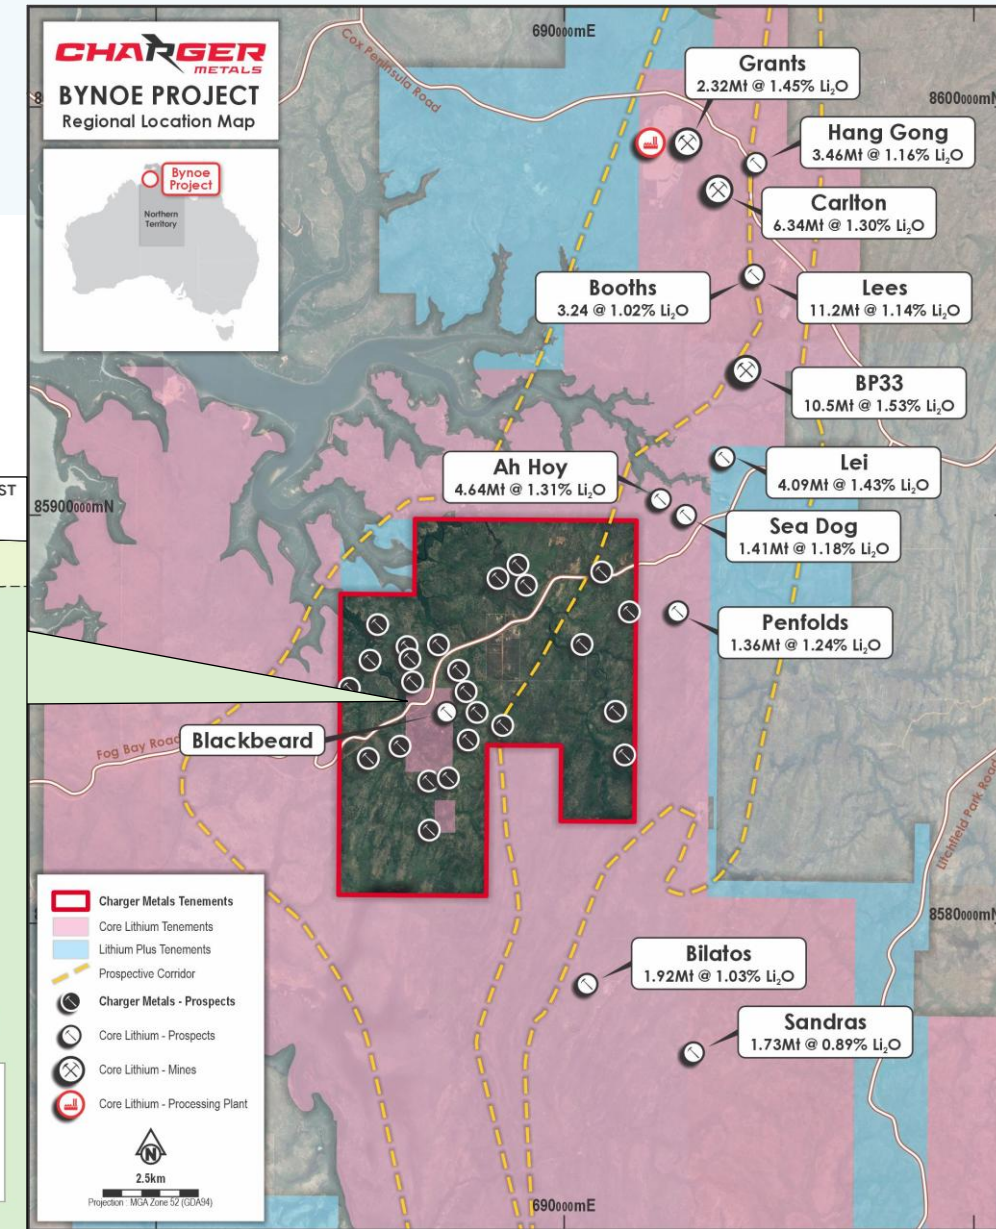 CHARGER
METALS
BYNOE PROJECT
Regional Location Map
Bynoe
Project
Northern
Territory
690000mE
8600000mN
Cox Peninsula Road
Grants
2.32Mt @ 1.45% Li₂O
Hang Gong
3.46Mt @ 1.16% Li₂O
Carlton
6.34Mt @ 1.30% Li₂O
Booths
3.24 @ 1.02% Li₂O
Lees
11.2Mt @ 1.14% Li₂O
BP33
10.5Mt @ 1.53% Li₂O
Ah Hoy
4.64Mt @ 1.31% Li₂O
Lei
4.09Mt @ 1.43% Li₂O
ST
85900000mN
Sea Dog
1.41Mt @ 1.18% Li₂O
Penfolds
1.36Mt @ 1.24% Li₂O
Blackbeard
Fog Bay Road
Litchfield Park Road
8580000mN
Bilatos
1.92Mt @ 1.03% Li₂O
Sandras
1.73Mt @ 0.89% Li₂O
Charger Metals Tenements
Core Lithium Tenements
Lithium Plus Tenements
Prospective Corridor
Charger Metals - Prospects
Core Lithium - Prospects
Core Lithium - Mines
Core Lithium - Processing Plant
N
2.5km
Projection : MGA Zone 52 (GDA94)
690000mE